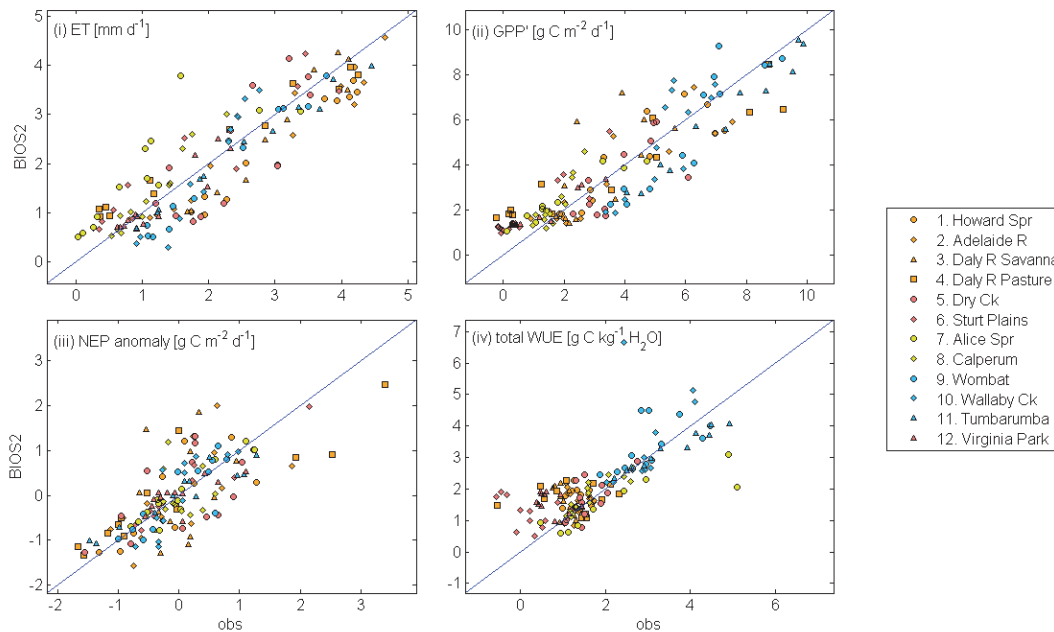 (i) ET [mm d⁻¹]
5
4
3
2
1
0
BIOS2
0 1 2 3 4 5
(ii) GPP' [g C m⁻² d⁻¹]
10
8
6
4
2
0
0 2 4 6 8 10
(iii) NEP anomaly [g C m⁻² d⁻¹]
3
2
1
0
-1
-2
BIOS2
-2 -1 0 1 2 3
obs
(iv) total WUE [g C kg⁻¹ H₂O]
7
6
5
4
3
2
1
0
-1
0 2 4 6
obs
1. Howard Spr
2. Adelaide R
3. Daly R Savanna
4. Daly R Pasture
5. Dry Ck
6. Sturt Plains
7. Alice Spr
8. Calperum
9. Wombat
10. Wallaby Ck
11. Tumbarumba
12. Virginia Park